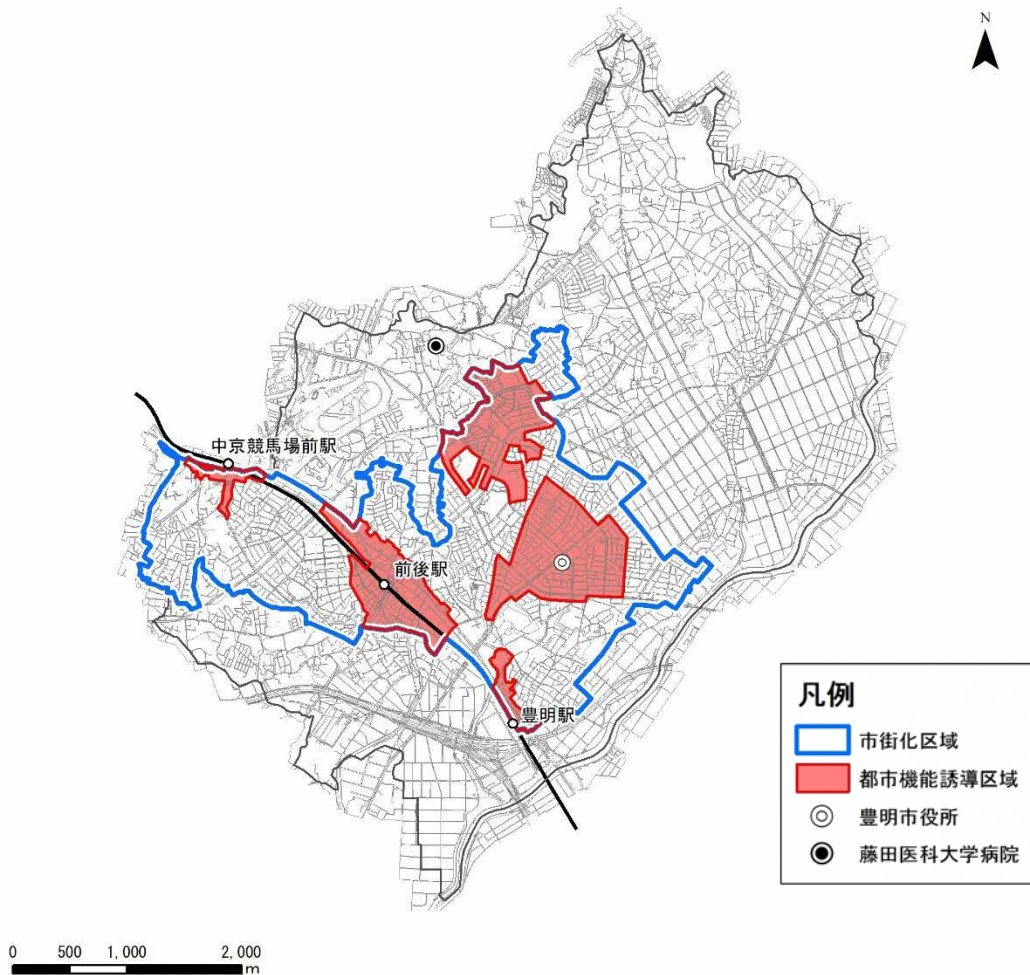 N
中京競馬場前駅
前後駅
豊明駅
凡例
市街化区域
都市機能誘導区域
豊明市役所
藤田医科大学病院
0 500 1,000 2,000
m